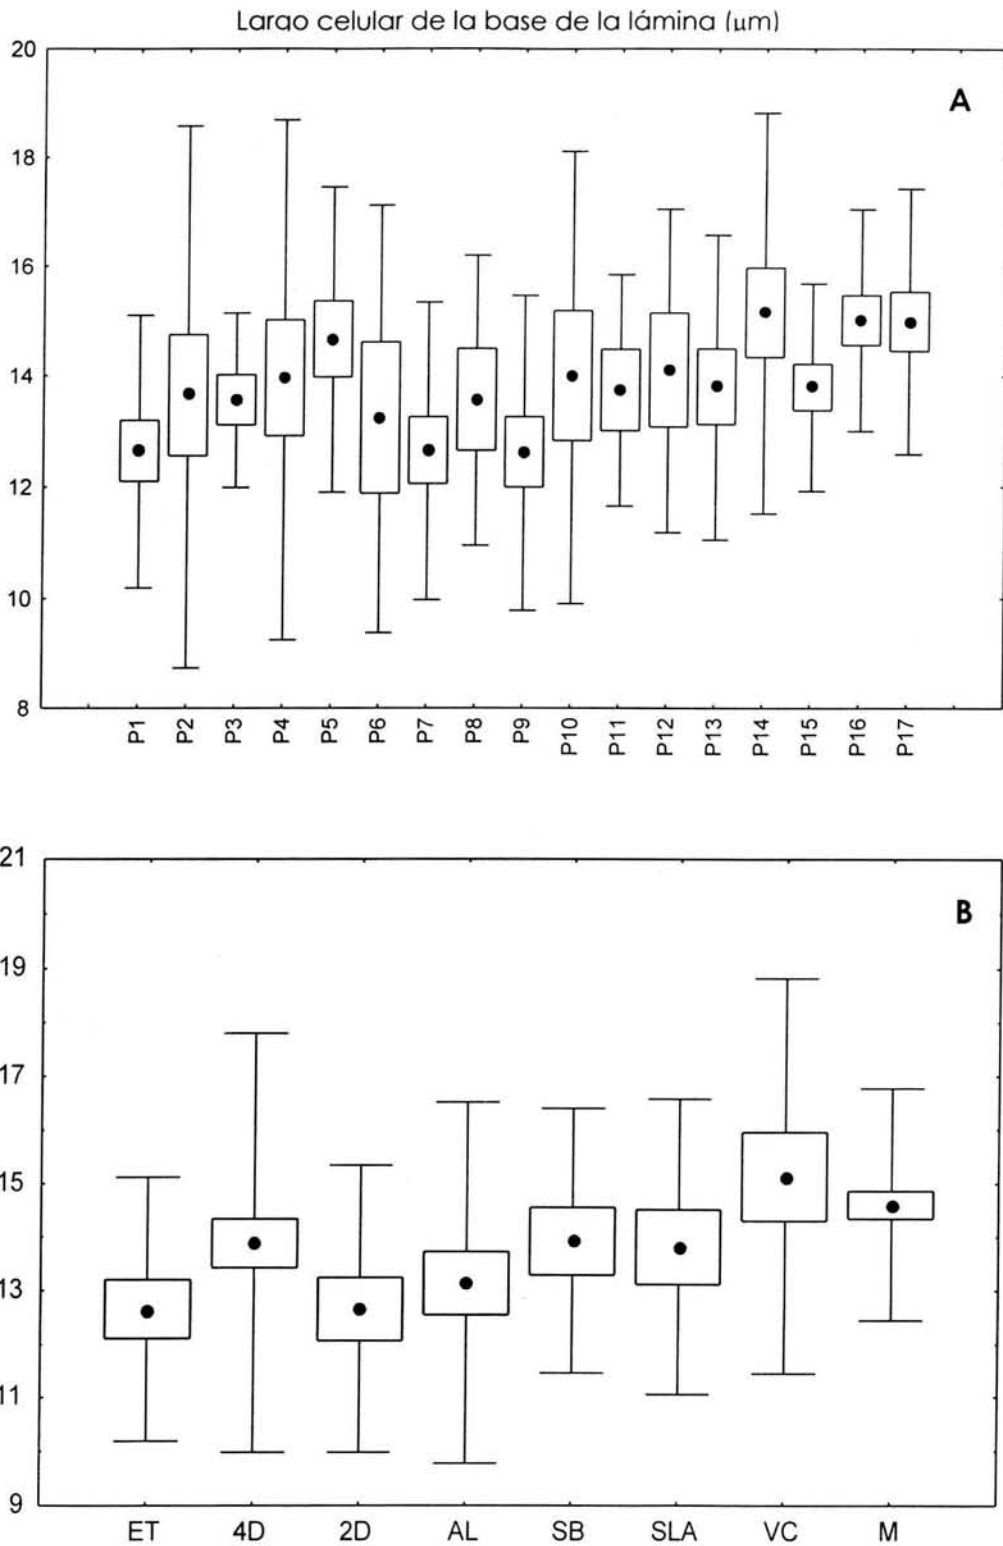 Largo celular de la base de la lámina (µm)
20
A
18
16
14
12
10
8
P1 P2 P3 P4 P5 P6 P7 P8 P9 P10 P11 P12 P13 P14 P15 P16 P17
21
B
19
17
15
13
11
9
ET 4D 2D AL SB SLA VC M